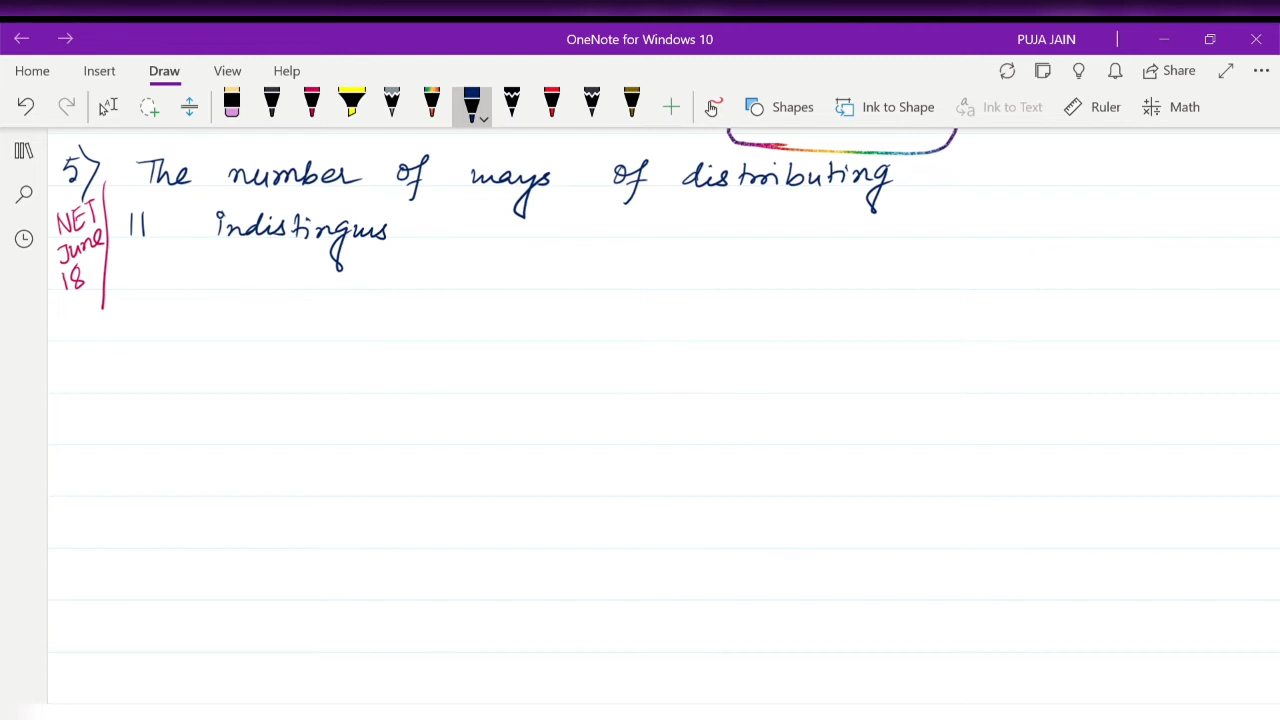 OneNote for Windows 10
PUJA JAIN
Home Insert Draw View Help
Share
Shapes Ink to Shape Ink to Text Ruler Math
5) The number of ways of distributing
NET
June
18
11 indistinguis